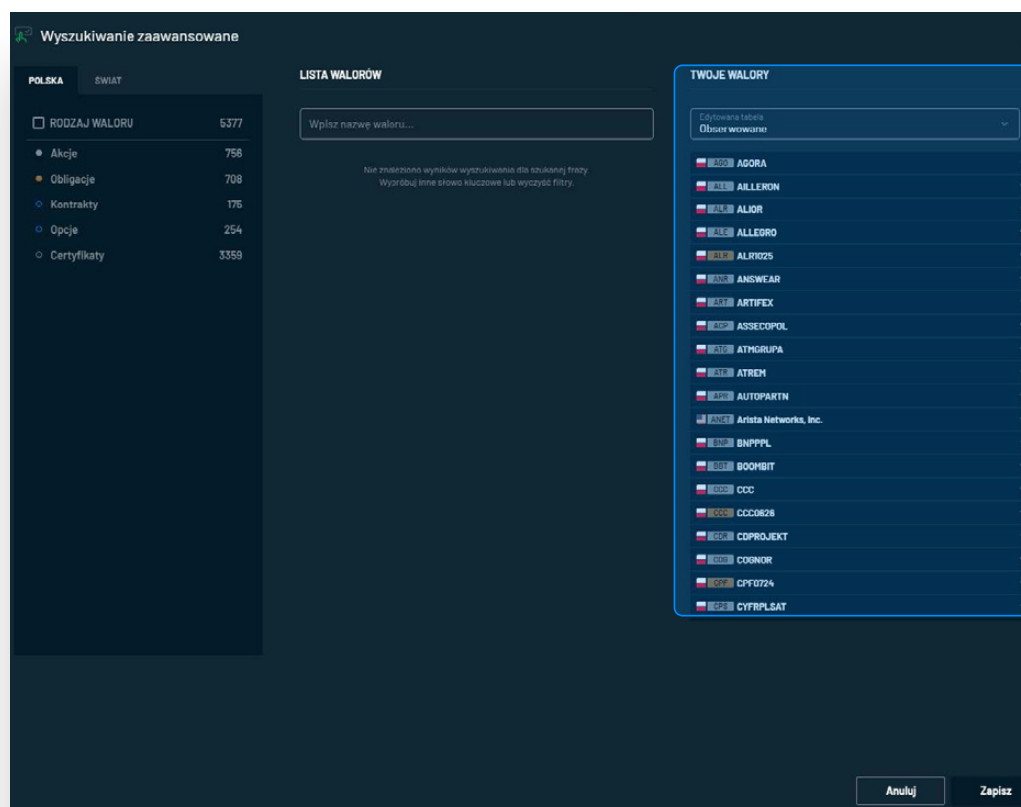 Wyszukiwanie zaawansowane
POLSKA ŚWIAT
RODZAJ WALORU 5377
Akcje 756
Obligacje 708
Kontrakty 175
Opcje 254
Certyfikaty 3359
LISTA WALORÓW
Wpisz nazwę waloru...
Nie znaleziono wyników wyszukiwania dla szukanej frazy.
Wypróbuj inne słowo kluczowe lub wyczyść filtry.
TWOJE WALORY
Edytowana tabela
Obserwowane
AGO AGORA
ALL AILLERON
ALR ALIOR
ALE ALLEGRO
ALR ALR1025
ANR ANSWEAR
ART ARTIFEX
ACP ASSECOPOL
ATG ATMGRUPA
ATR ATREM
APR AUTOPARTN
ANET Arista Networks, Inc.
BNP BNPPPL
BBT BOOMBIT
CCC CCC
CCC CCC0626
CDR CDPROJEKT
COG COGNOR
CPF CPF0724
CPS CYFRPLSAT
Anuluj Zapisz